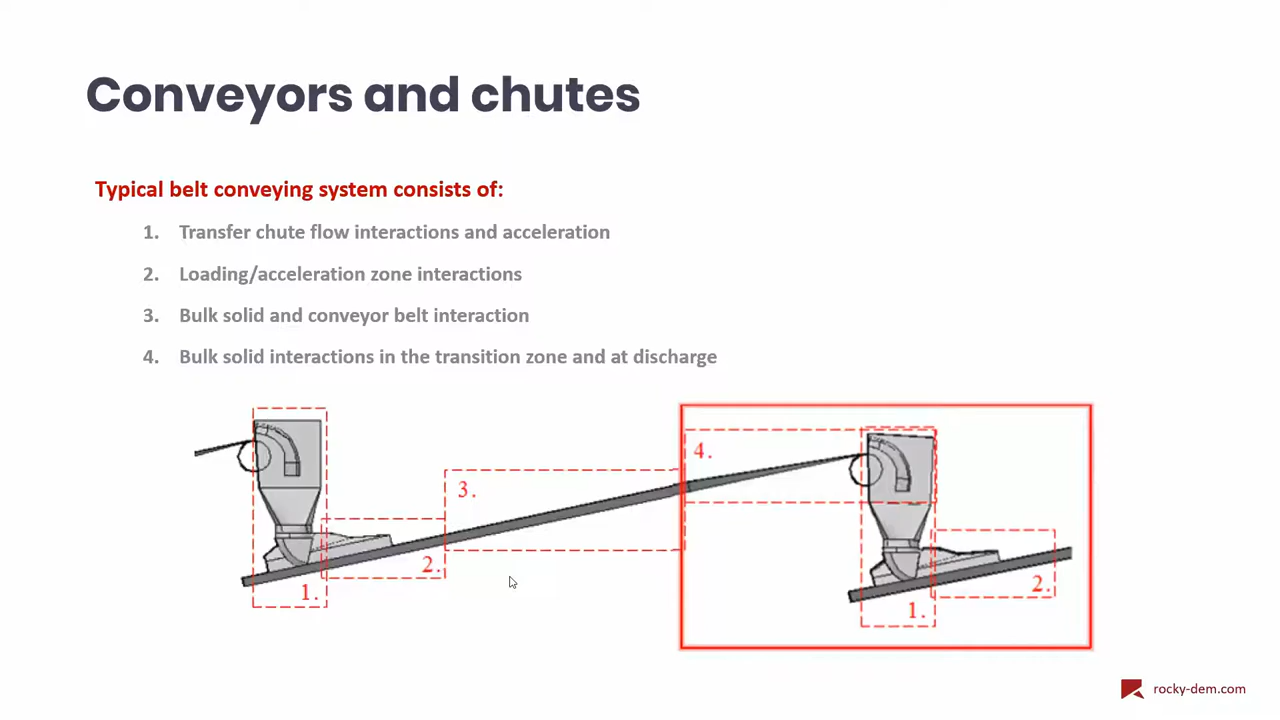 Conveyors and chutes
Typical belt conveying system consists of:
1. Transfer chute flow interactions and acceleration
2. Loading/acceleration zone interactions
3. Bulk solid and conveyor belt interaction
4. Bulk solid interactions in the transition zone and at discharge
4.
3.
2.
1.
2.
1.
rocky-dem.com